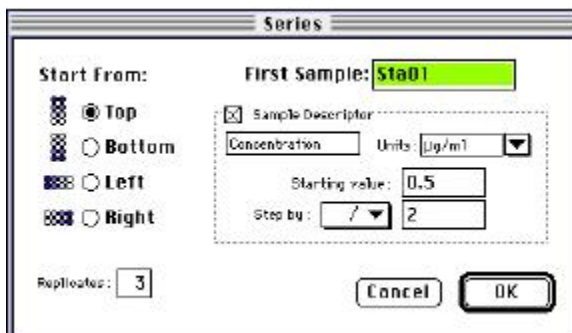 Series
Start From:
First Sample: Sta01
Top
Sample Descriptor
Bottom
Concentration Units: µg/ml
Left
Starting value: 0.5
Right
Step by: / 2
Replicates: 3
Cancel OK